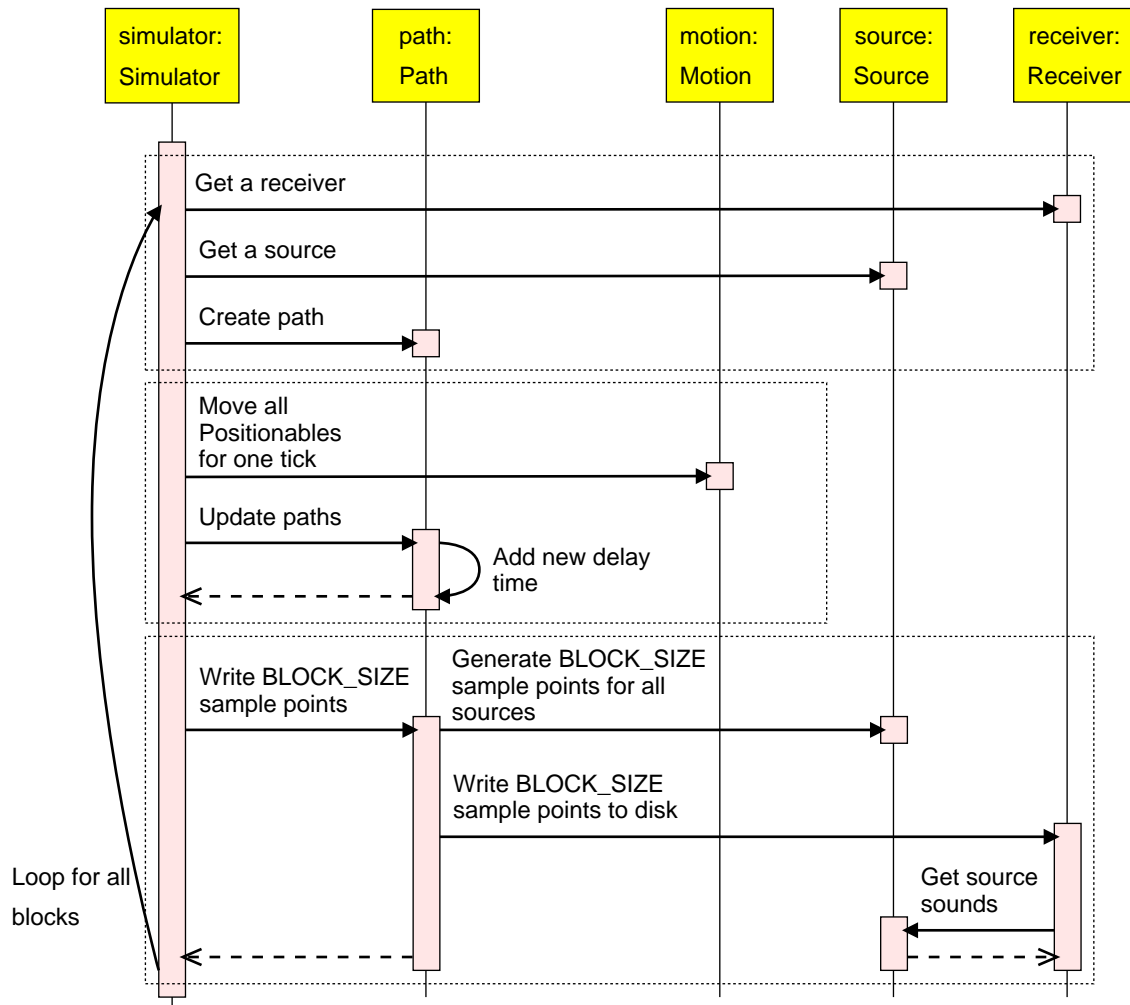 simulator:
Simulator
path:
Path
motion:
Motion
source:
Source
receiver:
Receiver
Get a receiver
Get a source
Create path
Move all
Positionables
for one tick
Update paths
Add new delay
time
Write BLOCK_SIZE
sample points
Generate BLOCK_SIZE
sample points for all
sources
Write BLOCK_SIZE
sample points to disk
Loop for all
blocks
Get source
sounds